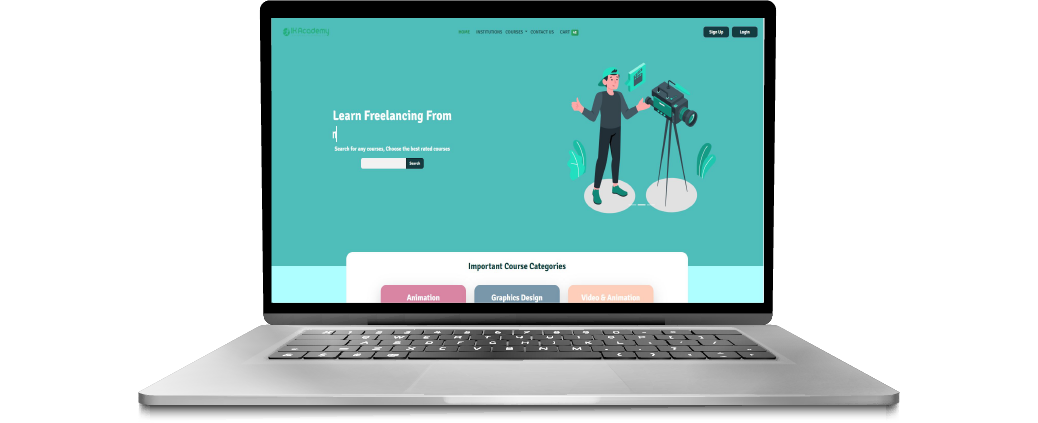 HOME INSTITUTIONS COURSES CONTACT US CART
Sign Up Login
Learn Freelancing From
Search for any courses, Choose the best rated courses
Search
Important Course Categories
Animation Graphics Design Video & Animation